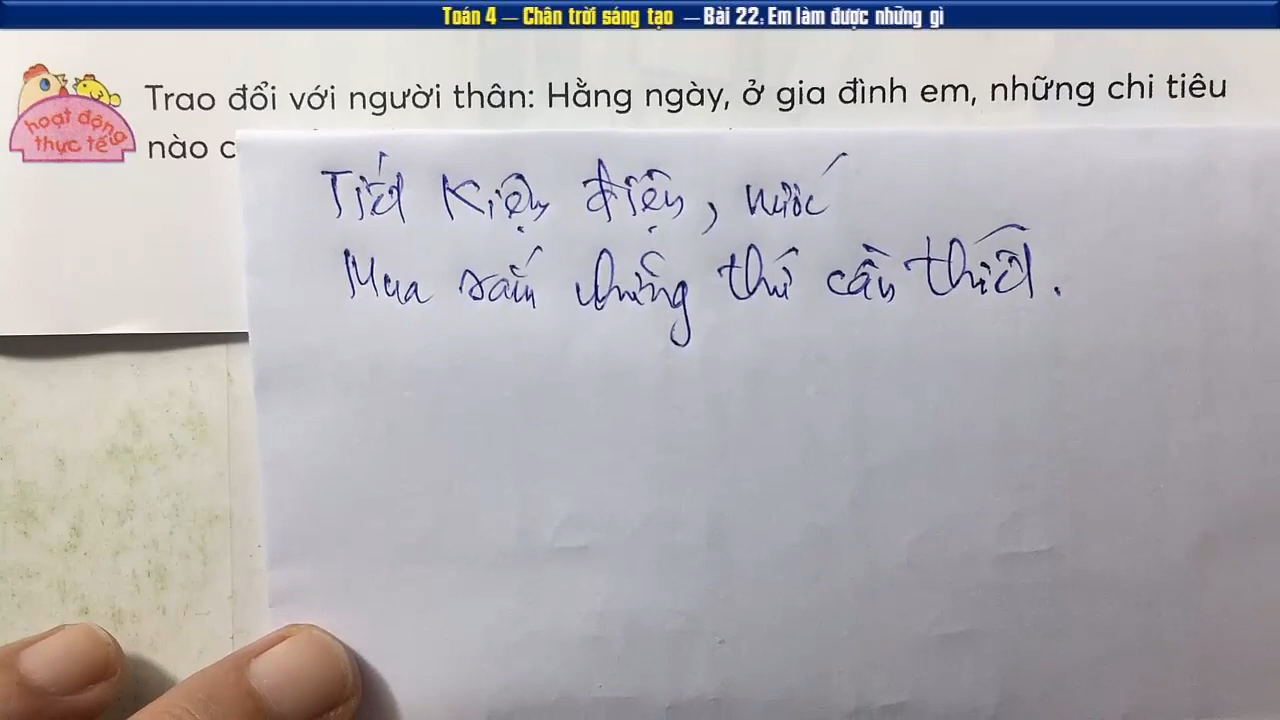 Toán 4 – Chân trời sáng tạo – Bài 22: Em làm được những gì
hoạt động
thực tế
Trao đổi với người thân: Hằng ngày, ở gia đình em, những chi tiêu
nào c
Tiết kiệm điện, nước
Mua sắm những thứ cần thiết.